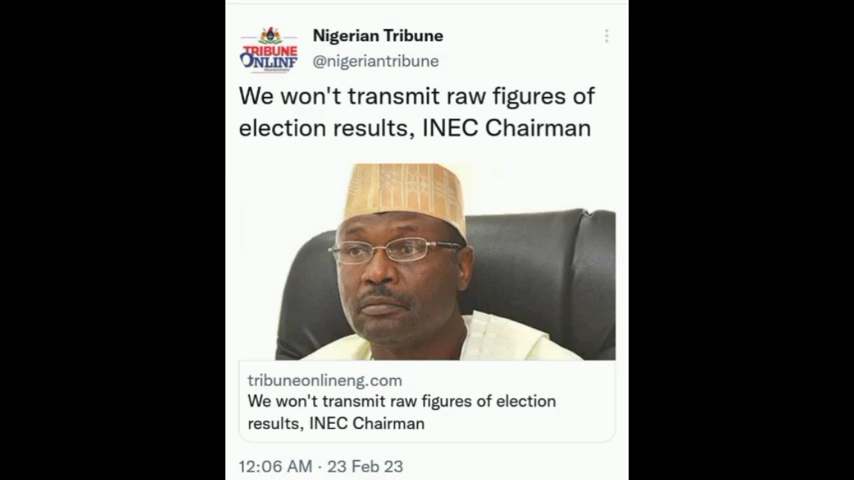 Nigerian Tribune
TRIBUNE
ONLINE
@nigeriantribune
We won't transmit raw figures of
election results, INEC Chairman
tribuneonlineng.com
We won't transmit raw figures of election
results, INEC Chairman
12:06 AM · 23 Feb 23